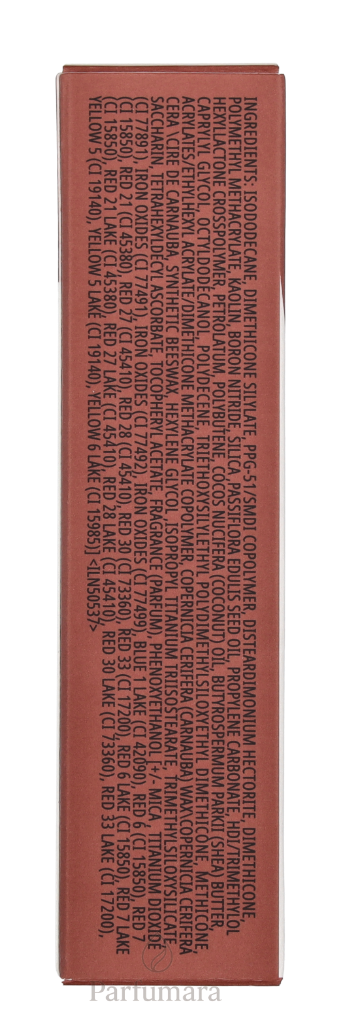 INGREDIENTS: ISODODECANE, DIMETHICONE SILYLATE, PPG-51/SMDI COPOLYMER, DISTEARDIMONIUM HECTORITE, DIMETHICONE,
POLYMETHYL METHACRYLATE, KAOLIN, BORON NITRIDE, SILICA, PASSIFLORA EDULIS SEED OIL, PROPYLENE CARBONATE, HDI/TRIMETHYLOL
HEXYLLACTONE CROSSPOLYMER, PETROLATUM, POLYBUTENE, COCOS NUCIFERA (COCONUT) OIL, BUTYROSPERMUM PARKII (SHEA) BUTTER,
CAPRYLYL GLYCOL, OCTYLDODECANOL, POLYDECENE, TRIETHOXYSILYLETHYL POLYDIMETHYLSILOXYETHYL DIMETHICONE, METHICONE,
ACRYLATES/ETHYLHEXYL ACRYLATE/DIMETHICONE METHACRYLATE COPOLYMER, COPERNICIA CERIFERA (CARNAUBA) WAX\COPERNICIA CERIFERA
CERA \ CIRE DE CARNAUBA, SYNTHETIC BEESWAX, HEXYLENE GLYCOL, ISOPROPYL TITANIUM TRIISOSTEARATE, TRIMETHYLSILOXYSILICATE,
SACCHARIN, TETRAHEXYLDECYL ASCORBATE, TOCOPHERYL ACETATE, FRAGRANCE (PARFUM), PHENOXYETHANOL, [+/- MICA, TITANIUM DIOXIDE
(CI 77891), IRON OXIDES (CI 77491), IRON OXIDES (CI 77492), IRON OXIDES (CI 77499), BLUE 1 LAKE (CI 42090), RED 6 (CI 15850), RED 7
(CI 15850), RED 21 (CI 45380), RED 27 (CI 45410), RED 28 (CI 45410), RED 30 (CI 73360), RED 33 (CI 17200), RED 6 LAKE (CI 15850), RED 7 LAKE
(CI 15850), RED 21 LAKE (CI 45380), RED 27 LAKE (CI 45410), RED 28 LAKE (CI 45410), RED 30 LAKE (CI 73360), RED 33 LAKE (CI 17200),
YELLOW 5 (CI 19140), YELLOW 5 LAKE (CI 19140), YELLOW 6 LAKE (CI 15985)] <ILN50537>
Parfumara